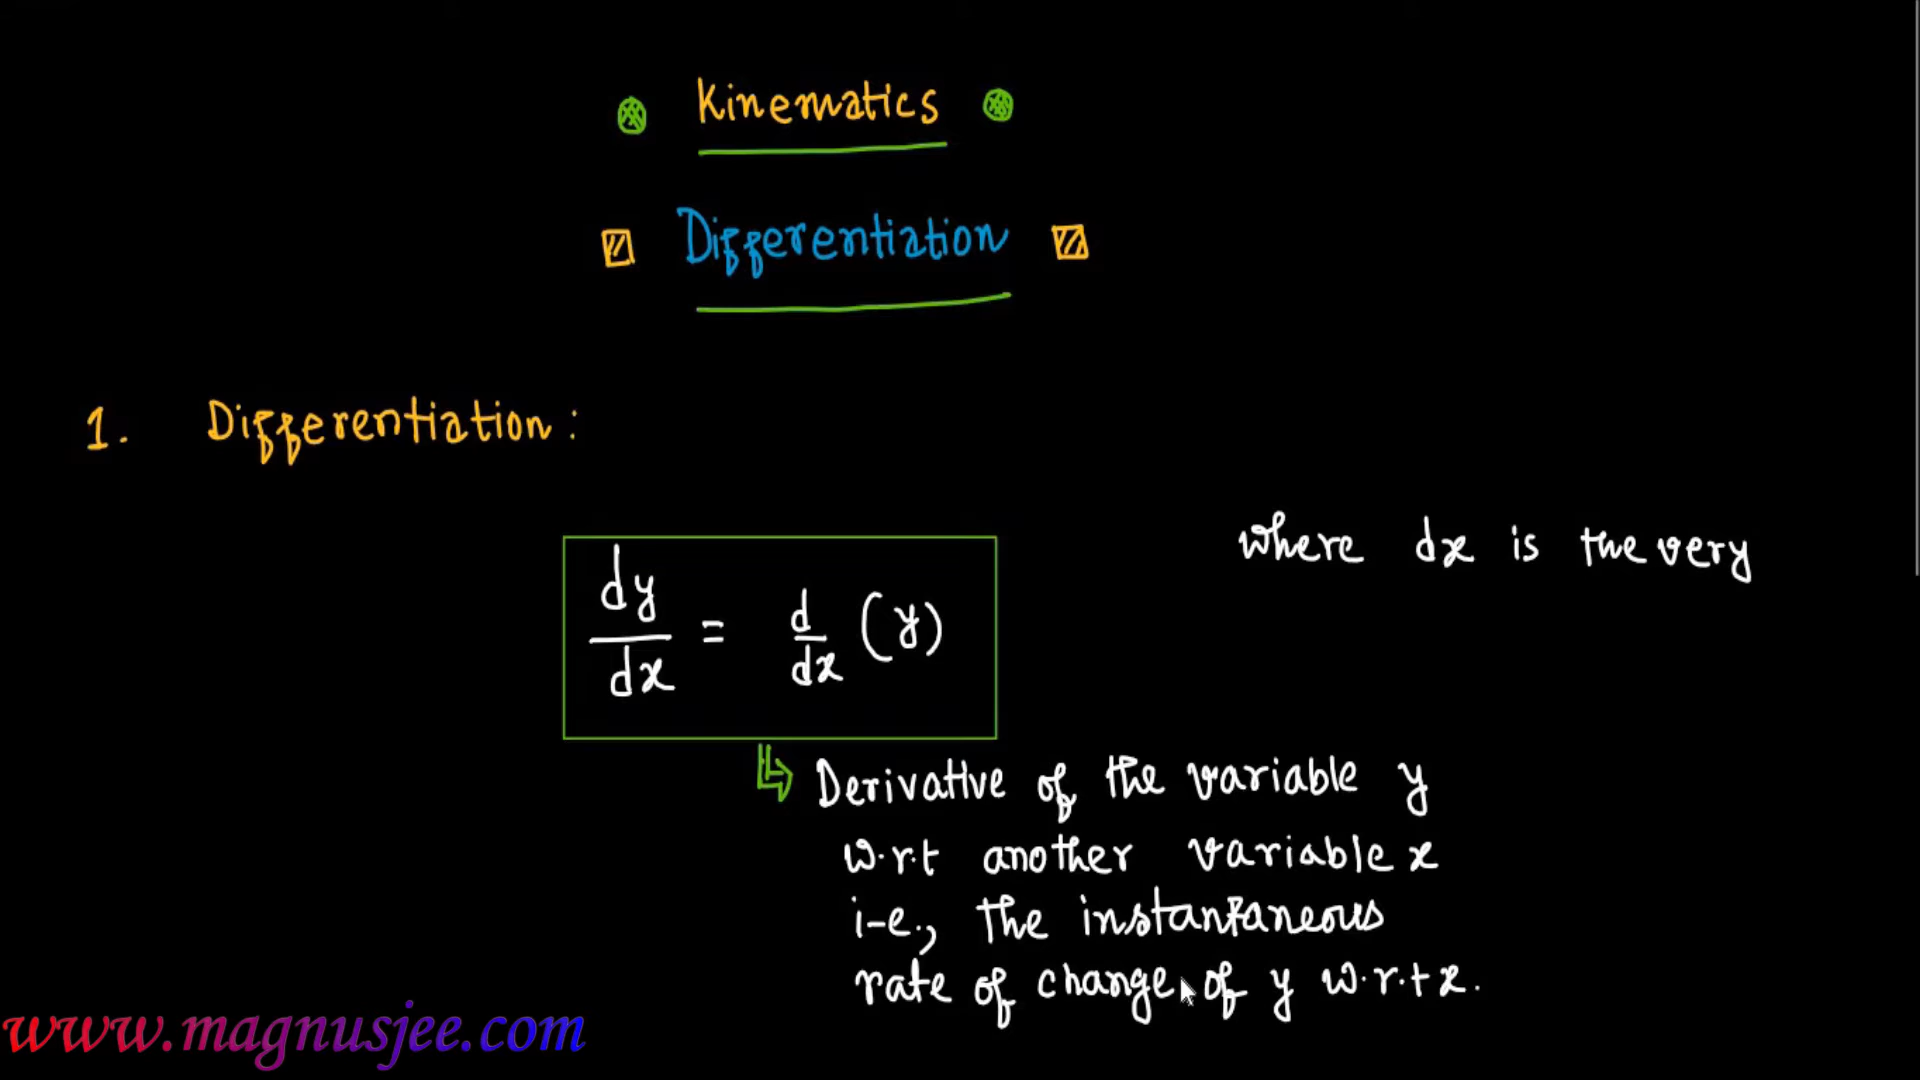 Kinematics
Differentiation
1. Differentiation:
dy/dx = d/dx (y)
where dx is the very
Derivative of the variable y
w.r.t another variable x
i-e., the instantaneous
rate of change of y w.r.t x.
www.magnusjee.com